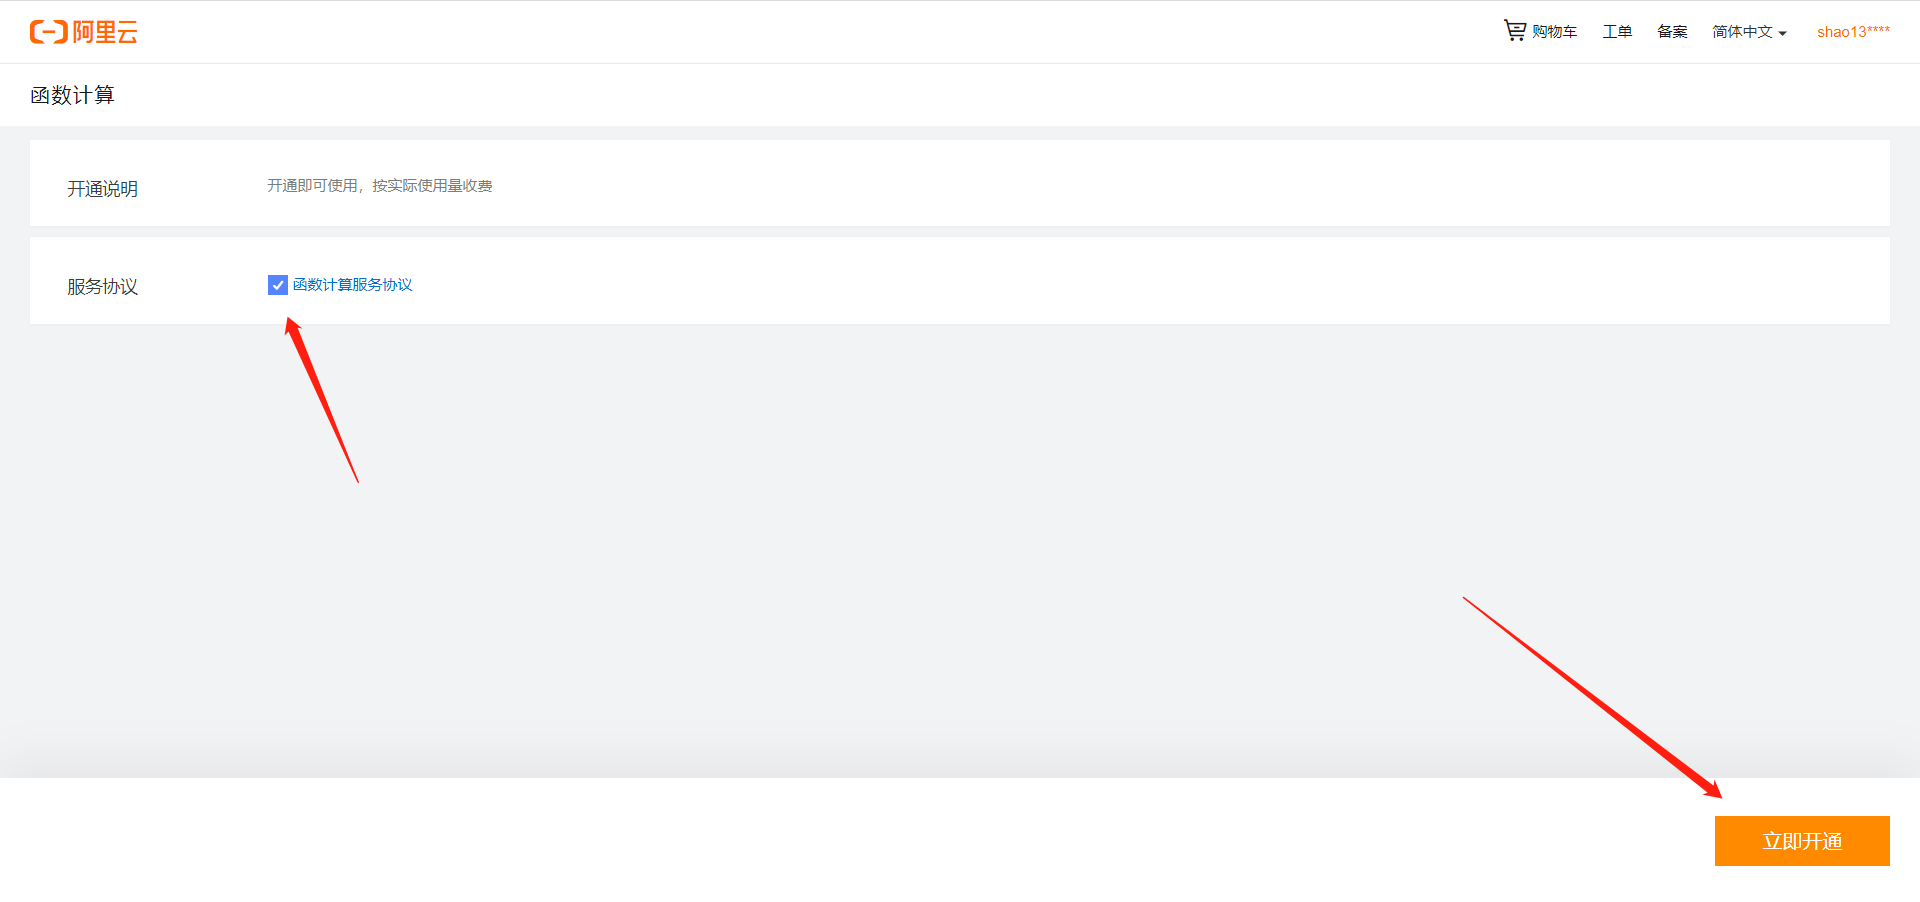 阿里云 购物车 工单 备案 简体中文 shao13****
函数计算
开通说明 开通即可使用，按实际使用量收费
服务协议 函数计算服务协议
立即开通